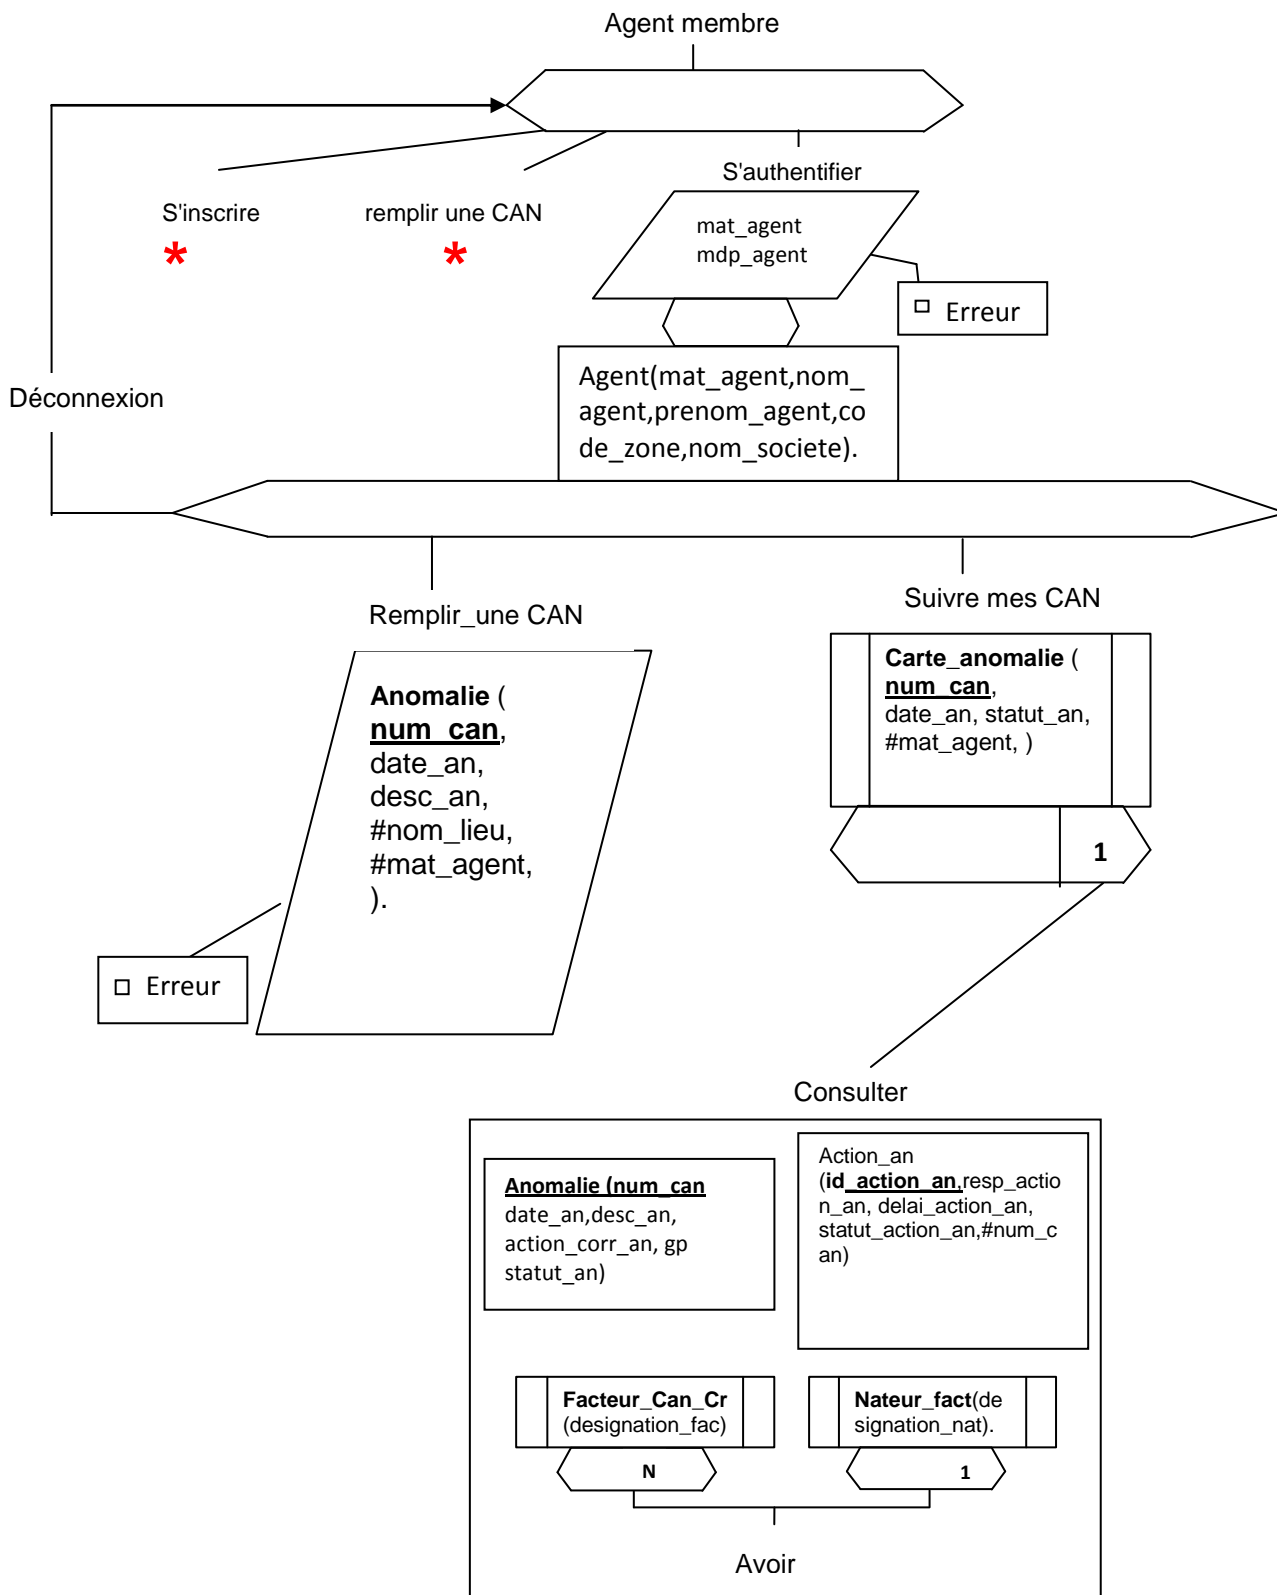 Agent membre
S'authentifier
S'inscrire
remplir une CAN
*
*
mat_agent
mdp_agent
Erreur
Déconnexion
Agent(mat_agent,nom_
agent,prenom_agent,co
de_zone,nom_societe).
Remplir_une CAN
Suivre mes CAN
Anomalie (
num_can,
date_an,
desc_an,
#nom_lieu,
#mat_agent,
).
Carte_anomalie (
num_can,
date_an, statut_an,
#mat_agent, )
1
Erreur
Consulter
Anomalie (num_can
date_an,desc_an,
action_corr_an, gp
statut_an)
Action_an
(id_action_an,resp_actio
n_an, delai_action_an,
statut_action_an,#num_c
an)
Facteur_Can_Cr
(designation_fac)
Nateur_fact(de
signation_nat).
N
1
Avoir